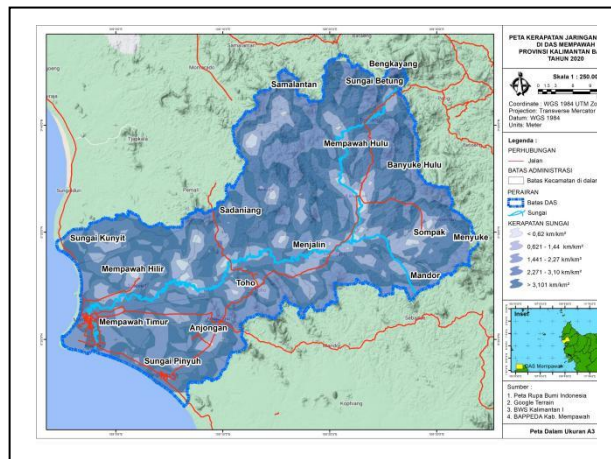 PETA KERAPATAN JARINGAN
DI DAS MEMPAWAH
PROVINSI KALIMANTAN BA
TAHUN 2020
Skala 1 : 250.00
Coordinate : WGS 1984 UTM Zo
Projection: Transverse Mercator
Datum: WGS 1984
Units: Meter
Legenda :
PERHUBUNGAN
Jalan
BATAS ADMINISTRASI
Batas Kecamatan di dalam
PERAIRAN
Batas DAS
Sungai
KERAPATAN SUNGAI
< 0,62 km/km²
0,621 - 1,44 km/km²
1,441 - 2,27 km/km²
2,271 - 3,10 km/km²
> 3,101 km/km²
Inset
DAS Mempawah
Sumber :
1. Peta Rupa Bumi Indonesia
2. Google Terrain
3. BWS Kalimantan I
4. BAPPEDA Kab. Mempawah
Peta Dalam Ukuran A3
Bengkayang
Samalantan
Sungai Betung
Mempawah Hulu
Banyuke Hulu
Sadaniang
Sompak
Menyuke
Sungai Kunyit
Menjalin
Mempawah Hilir
Mandor
Toho
Mempawah Timur
Anjongan
Sungai Pinyuh